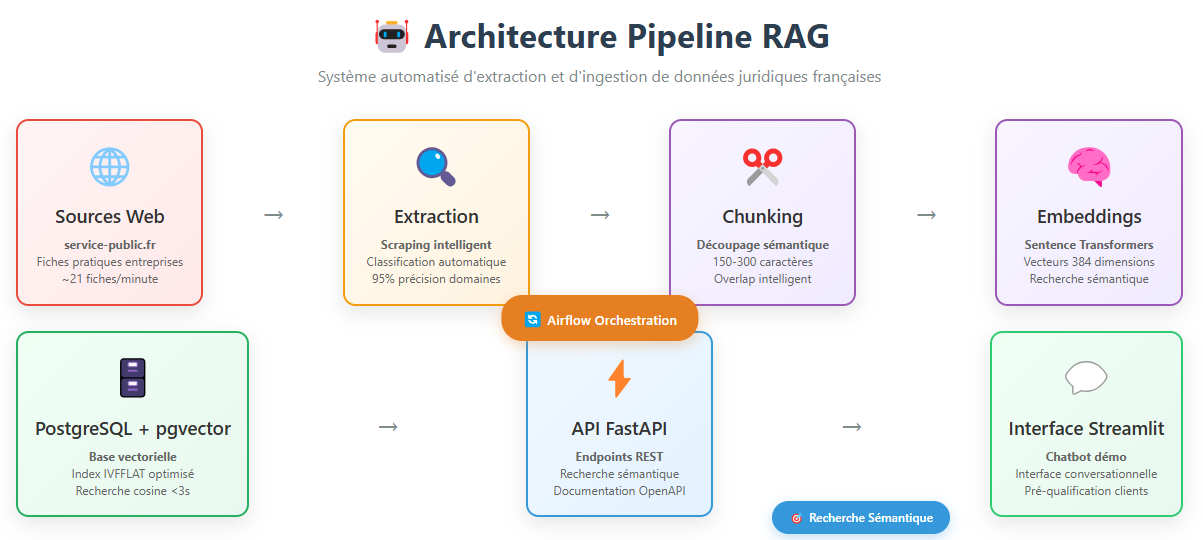 Architecture Pipeline RAG
Système automatisé d'extraction et d'ingestion de données juridiques françaises
Sources Web
service-public.fr
Fiches pratiques entreprises
~21 fiches/minute
→
Extraction
Scraping intelligent
Classification automatique
95% précision domaines
→
Chunking
Découpage sémantique
150-300 caractères
Overlap intelligent
→
Embeddings
Sentence Transformers
Vecteurs 384 dimensions
Recherche sémantique
Airflow Orchestration
PostgreSQL + pgvector
Base vectorielle
Index IVFFLAT optimisé
Recherche cosine <3s
→
API FastAPI
Endpoints REST
Recherche sémantique
Documentation OpenAPI
→
Interface Streamlit
Chatbot démo
Interface conversationnelle
Pré-qualification clients
Recherche Sémantique